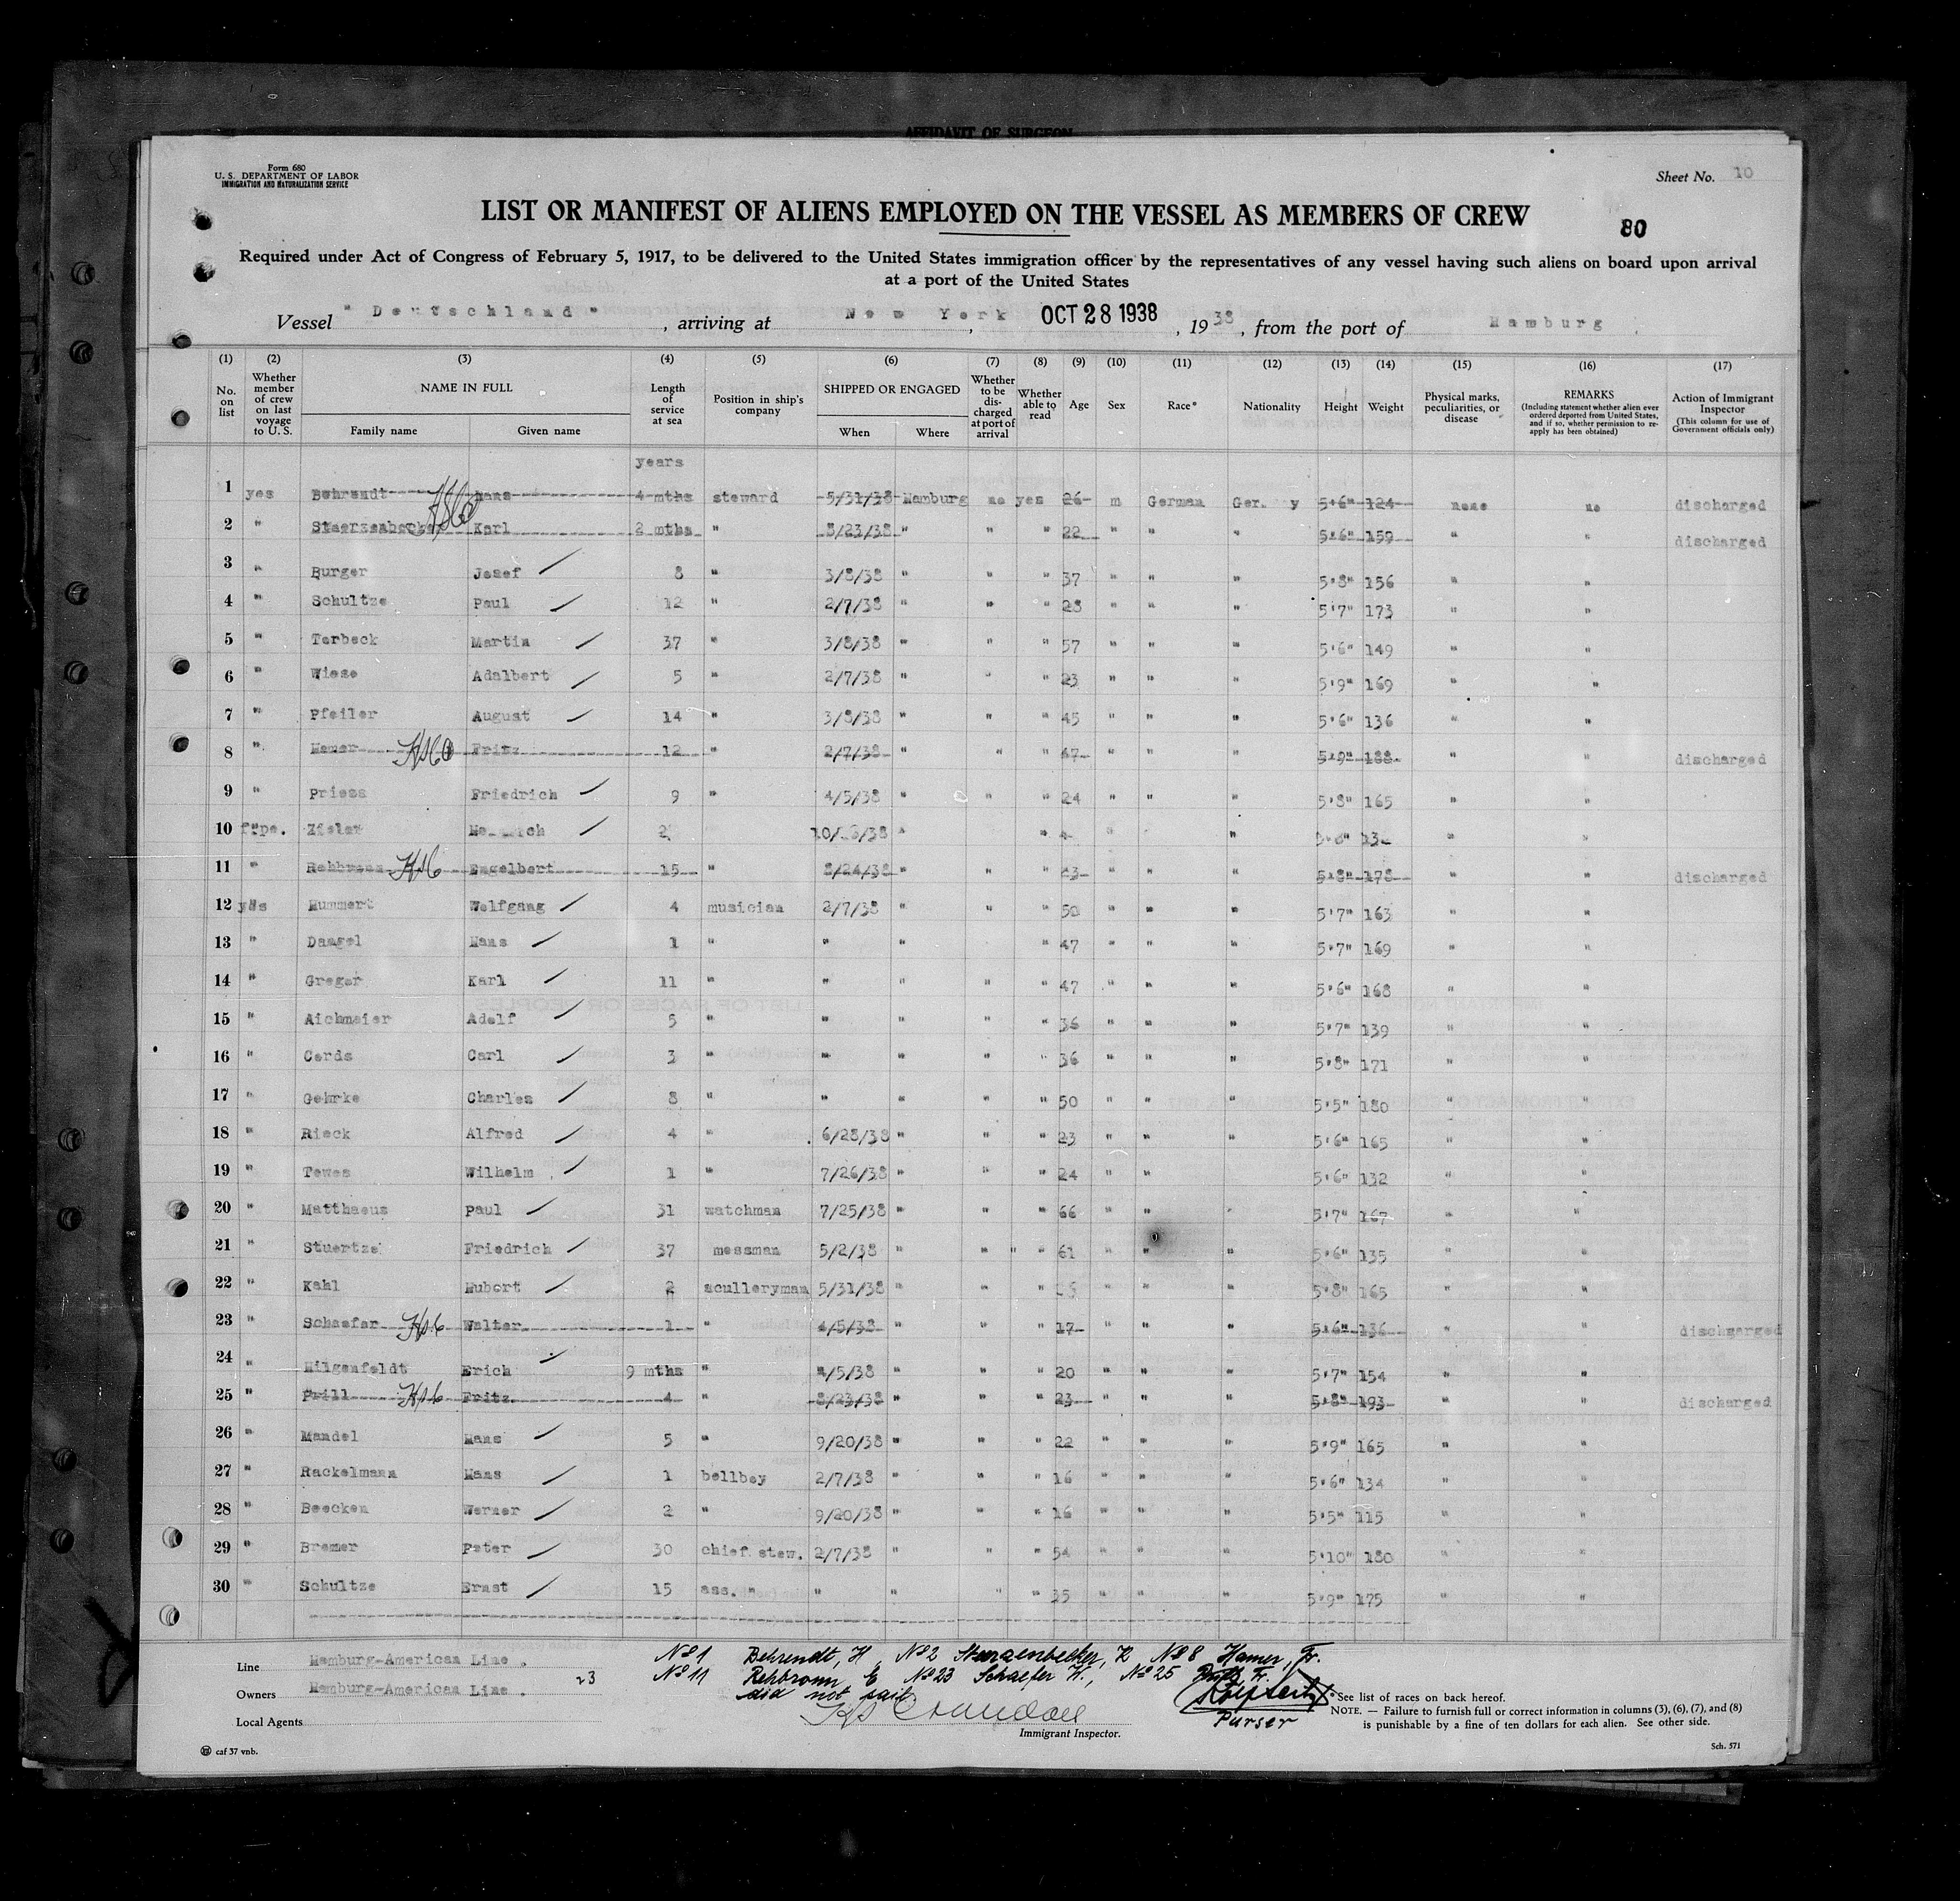 AFFIDAVIT OF SURGEON
Form 680
U. S. DEPARTMENT OF LABOR
IMMIGRATION AND NATURALIZATION SERVICE
Sheet No. 10
LIST OR MANIFEST OF ALIENS EMPLOYED ON THE VESSEL AS MEMBERS OF CREW
80
Required under Act of Congress of February 5, 1917, to be delivered to the United States immigration officer by the representatives of any vessel having such aliens on board upon arrival
at a port of the United States
Vessel "Deutschland", arriving at New York, OCT 28 1938, 1938, from the port of Hamburg
(1) (2) (3) (4) (5) (6) (7) (8) (9) (10) (11) (12) (13) (14) (15) (16) (17)
No. on list
Whether member of crew on last voyage to U. S.
NAME IN FULL
Family name
Given name
Length of service at sea
Position in ship's company
SHIPPED OR ENGAGED
When
Where
Whether to be discharged at port of arrival
Whether able to read
Age
Sex
Race*
Nationality
Height
Weight
Physical marks, peculiarities, or disease
REMARKS
(Including statement whether alien ever ordered deported from United States, and if so, whether permission to reapply has been obtained)
Action of Immigrant Inspector
(This column for use of Government officials only)
years
1 yes Behrendt Hans 4 mths steward 5/31/38 Hamburg no yes 26 m German Ger. y 5'6" 124 none no discharged
2 " Karl 2 mths " 8/23/38 " " " 22 " " " 5'6" 159 " " discharged
3 " Burger Josef 8 " 3/8/38 " " " 37 " " " 5'8" 156 " "
4 " Schultze Paul 12 " 2/7/38 " " " 28 " " " 5'7" 173 " "
5 " Terbeck Martin 37 " 3/8/38 " " " 57 " " " 5'6" 149 " "
6 " Wiese Adalbert 5 " 2/7/38 " " " 23 " " " 5'9" 169 " "
7 " Pfeiler August 14 " 3/8/38 " " " 45 " " " 5'6" 136 " "
8 " Hamer Fritz 12 " 2/7/38 " " " 47 " " " 5'9" 188 " " discharged
9 " Priess Friedrich 9 " 4/5/38 " " " 24 " " " 5'8" 165 " "
10 2 " " " " " "
11 " Rehbronn Engelbert 15 " 8/24/38 " " 43 " " " 5'8" 178 " " discharged
12 yes Hummert Wolfgang 4 musician 2/7/38 " " " 50 " " " 5'7" 163 " "
13 " Dangel Hans 1 " " " " 47 " " " 5'7" 169 " "
14 " Greger Karl 11 " " " " " 47 " " " 5'6" 168 " "
15 " Aichmaier Adolf 5 " " " " " 36 " " " 5'7" 139 " "
16 " Cords Carl 3 " " " " " 36 " " " 5'8" 171 " "
17 " Gehrke Charles 8 " " " " " 50 " " " 5'5" 180 " "
18 " Rieck Alfred 4 " 6/28/38 " " " 23 " " " 5'6" 165 " "
19 " Tewes Wilhelm 1 " 7/26/38 " " " 24 " " 5'6" 132 " "
20 " Matthaeus Paul 31 watchman 7/25/38 " " " 66 " " " 5'7" 167 " "
21 " Stuertze Friedrich 37 messman 5/2/38 " " " " 61 " " " 5'6" 135 " "
22 " Kahl Hubert 2 sculleryman 5/31/38 " " " " " " 5'8" 165 " "
23 " Schaefer Walter 1 " 4/5/38 " " " 17 " " " 5'6" 136 " " dischgarged
24 " Hilgenfeldt Erich 9 mths " 4/5/38 " " " 20 " " " 5'7" 154 " "
25 " Prill Fritz 4 " 8/23/38 " " " 23 " " " 5'8" 193 " " discharged
26 " Mandel Hans 5 " 9/20/38 " " " 22 " " " 5'9" 165 " "
27 " Rackelmann Hans 1 bellboy 2/7/38 " " " 16 " " " 5'6" 134 " "
28 " Beecken Werner 2 " 9/20/38 " " " 16 " " " 5'5" 115 " "
29 " Bremer Peter 30 chief stew. 2/7/38 " " " 54 " " " 5'10" 180 " "
30 " Schultze Ernst 15 ass. " " " " " 35 " " " 5'9" 175 " "
Line Hamburg-American Line.
Owners Hamburg-American Line.
23
Local Agents
No 1 Behrendt, H, No 2 K No 8 Hamer, Fr.
No 11 Rehbronn E No 23 Schaefer W., No 25 Prill, Fr.
did not sail
Immigrant Inspector.
Purser
*See list of races on back hereof.
NOTE. — Failure to furnish full or correct information in columns (3), (6), (7), and (8)
is punishable by a fine of ten dollars for each alien. See other side.
caf 37 vnb.
Sch. 571